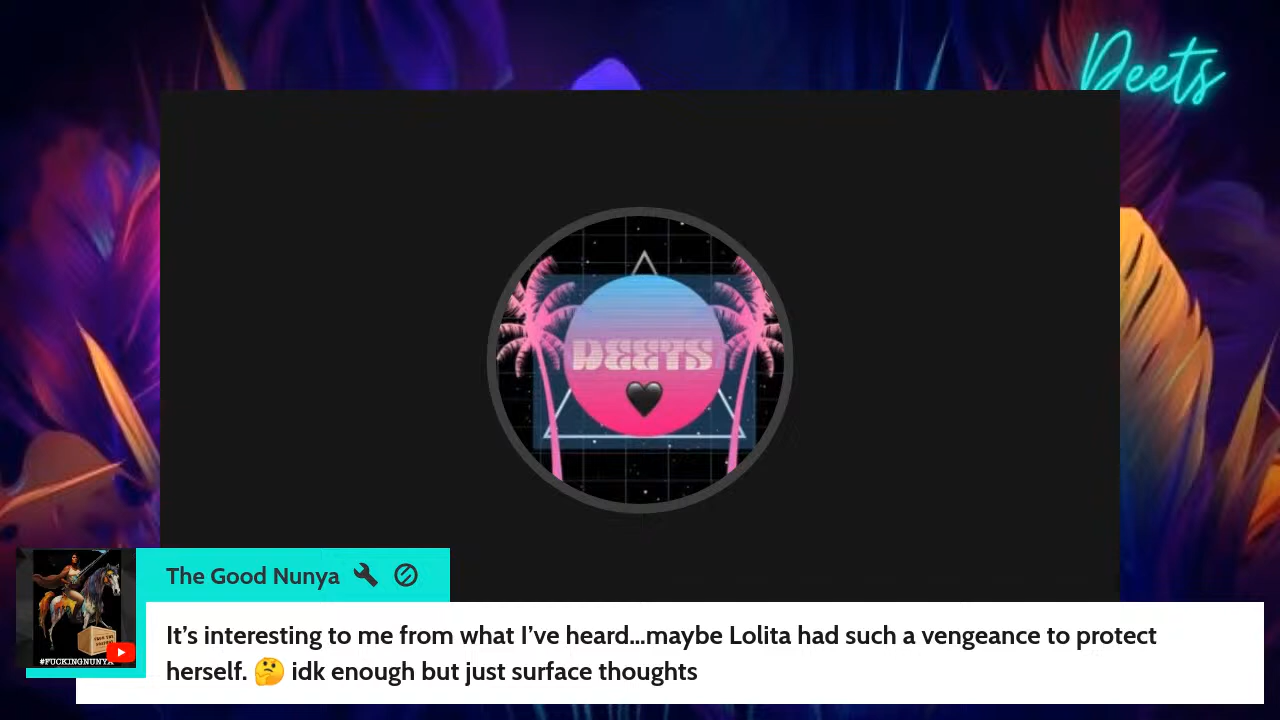 Deets
DEETS
The Good Nunya
#FUCKINGNUNYA
It’s interesting to me from what I’ve heard...maybe Lolita had such a vengeance to protect
herself. 🤔 idk enough but just surface thoughts